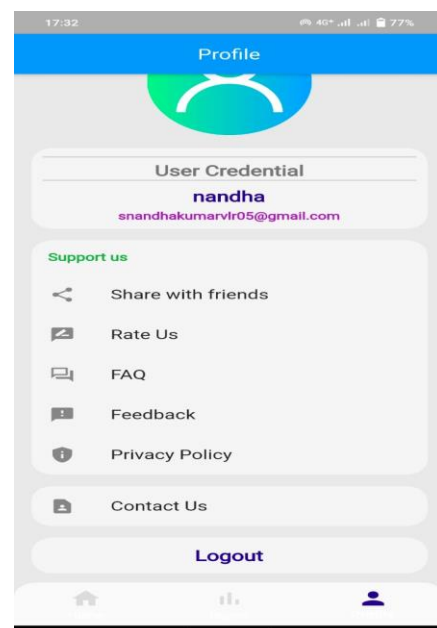 17:32 4G+ 77%
Profile
User Credential
nandha
snandhakumarvlr05@gmail.com
Support us
Share with friends
Rate Us
FAQ
Feedback
Privacy Policy
Contact Us
Logout